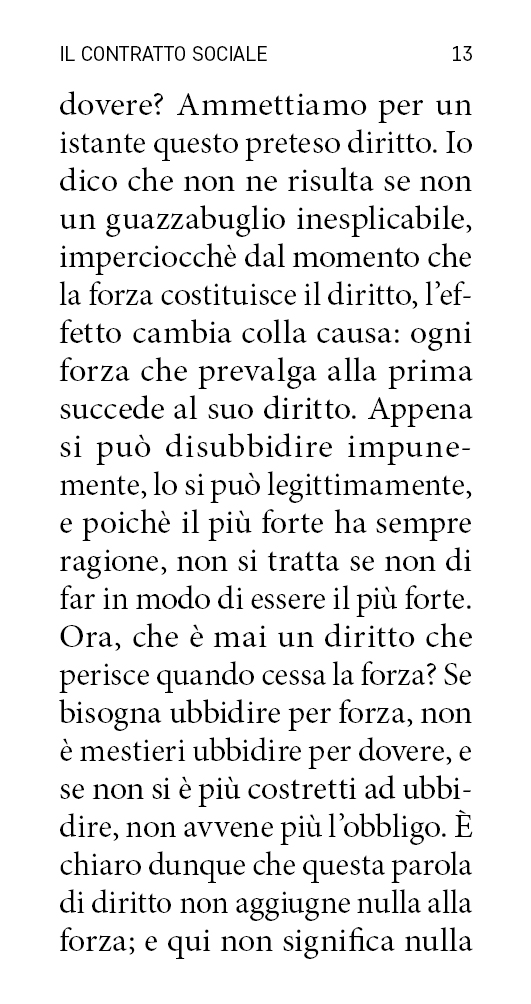 IL CONTRATTO SOCIALE 13
dovere? Ammettiamo per un
istante questo preteso diritto. Io
dico che non ne risulta se non
un guazzabuglio inesplicabile,
imperciocchè dal momento che
la forza costituisce il diritto, l’ef-
fetto cambia colla causa: ogni
forza che prevalga alla prima
succede al suo diritto. Appena
si può disubbidire impune-
mente, lo si può legittimamente,
e poichè il più forte ha sempre
ragione, non si tratta se non di
far in modo di essere il più forte.
Ora, che è mai un diritto che
perisce quando cessa la forza? Se
bisogna ubbidire per forza, non
è mestieri ubbidire per dovere, e
se non si è più costretti ad ubbi-
dire, non avvene più l’obbligo. È
chiaro dunque che questa parola
di diritto non aggiugne nulla alla
forza; e qui non significa nulla